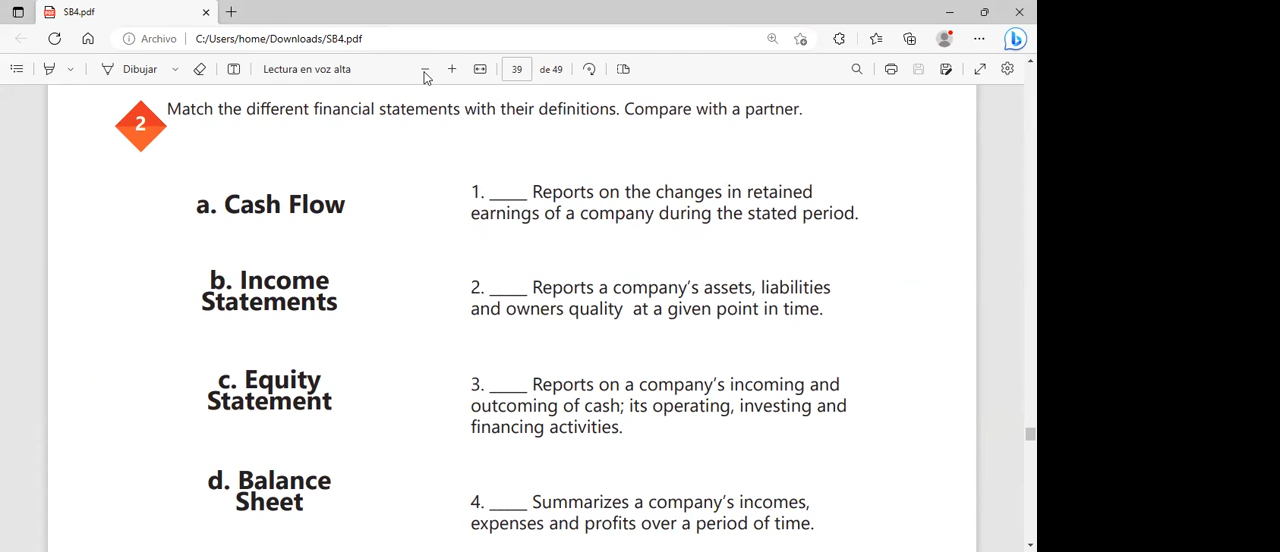 SB4.pdf
Archivo C:/Users/home/Downloads/SB4.pdf
Dibujar Lectura en voz alta 39 de 49
2 Match the different financial statements with their definitions. Compare with a partner.
a. Cash Flow
1. ____ Reports on the changes in retained
earnings of a company during the stated period.
b. Income
Statements
2. ____ Reports a company's assets, liabilities
and owners quality at a given point in time.
c. Equity
Statement
3. ____ Reports on a company's incoming and
outcoming of cash; its operating, investing and
financing activities.
d. Balance
Sheet
4. ____ Summarizes a company's incomes,
expenses and profits over a period of time.